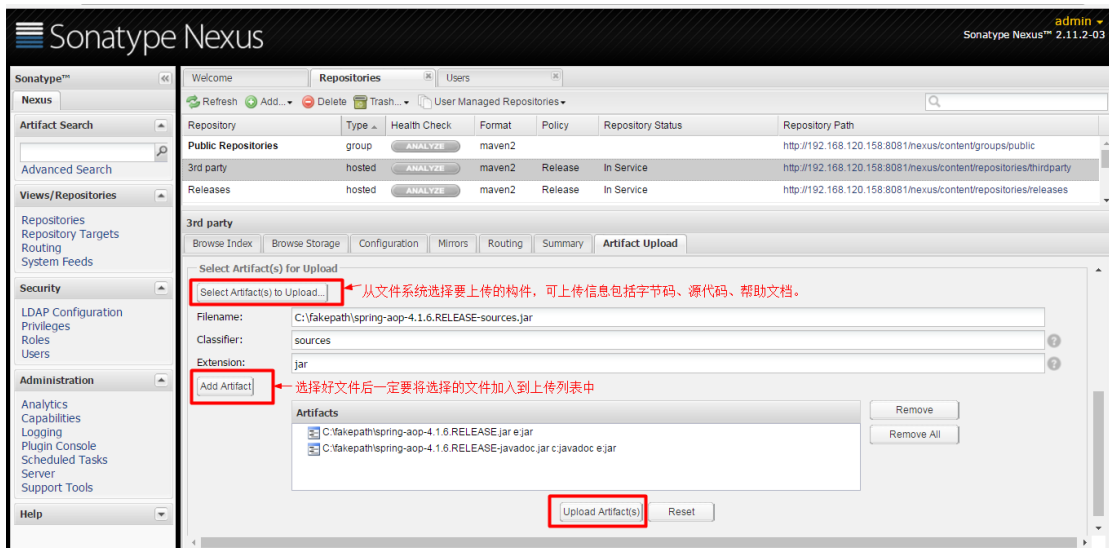 admin
Sonatype Nexus
Sonatype Nexus™ 2.11.2-03
Sonatype™
Welcome
Repositories
Users
Nexus
Refresh Add... Delete Trash... User Managed Repositories
Artifact Search
Repository Type Health Check Format Policy Repository Status Repository Path
Public Repositories group ANALYZE maven2 http://192.168.120.158:8081/nexus/content/groups/public
Advanced Search
3rd party hosted ANALYZE maven2 Release In Service http://192.168.120.158:8081/nexus/content/repositories/thirdparty
Views/Repositories
Releases hosted ANALYZE maven2 Release In Service http://192.168.120.158:8081/nexus/content/repositories/releases
Repositories
Repository Targets
Routing
System Feeds
3rd party
Browse Index Browse Storage Configuration Mirrors Routing Summary Artifact Upload
Select Artifact(s) for Upload
Security
Select Artifact(s) to Upload... 从文件系统选择要上传的构件，可上传信息包括字节码、源代码、帮助文档。
LDAP Configuration
Privileges
Roles
Users
Filename: C:\fakepath\spring-aop-4.1.6.RELEASE-sources.jar
Classifier: sources
Extension: jar
Administration
Add Artifact 选择好文件后一定要将选择的文件加入到上传列表中
Analytics
Capabilities
Logging
Plugin Console
Scheduled Tasks
Server
Support Tools
Artifacts
Remove
C:\fakepath\spring-aop-4.1.6.RELEASE.jar e:jar
Remove All
C:\fakepath\spring-aop-4.1.6.RELEASE-javadoc.jar c:javadoc e:jar
Help
Upload Artifact(s) Reset